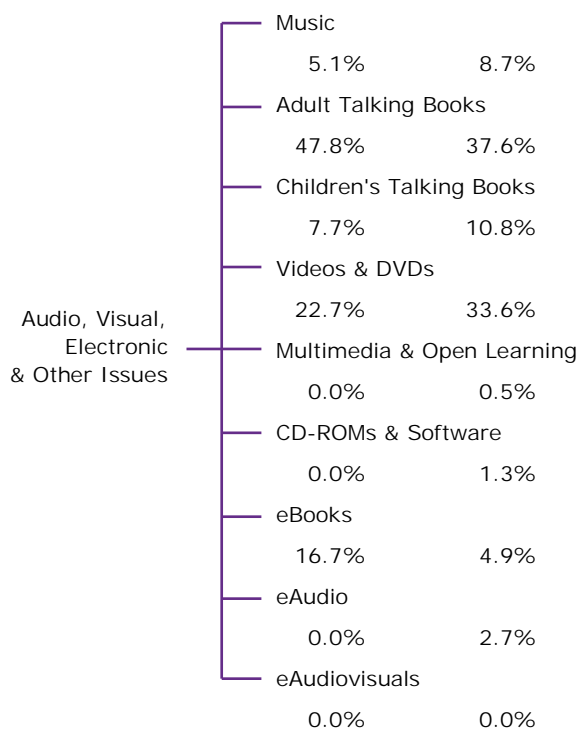 Music
5.1% 8.7%
Adult Talking Books
47.8% 37.6%
Children's Talking Books
7.7% 10.8%
Videos & DVDs
22.7% 33.6%
Audio, Visual,
Electronic
& Other Issues
Multimedia & Open Learning
0.0% 0.5%
CD-ROMs & Software
0.0% 1.3%
eBooks
16.7% 4.9%
eAudio
0.0% 2.7%
eAudiovisuals
0.0% 0.0%